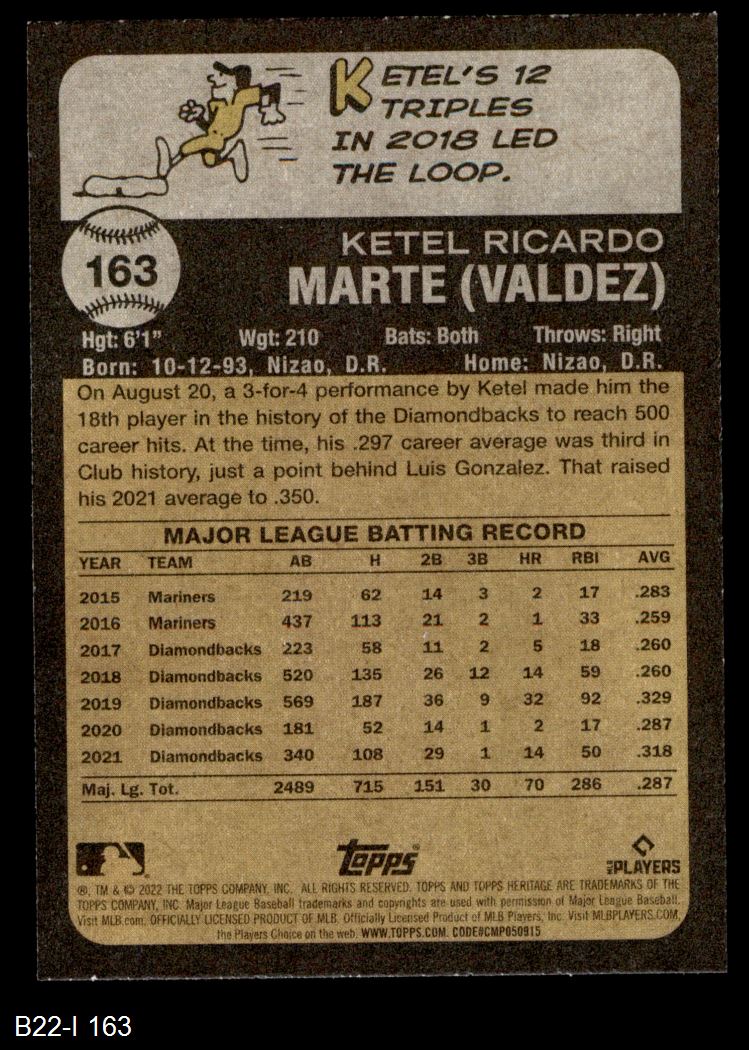 KETEL'S 12
TRIPLES
IN 2018 LED
THE LOOP.
163
KETEL RICARDO
MARTE (VALDEZ)
Hgt: 6'1" Wgt: 210 Bats: Both Throws: Right
Born: 10-12-93, Nizao, D.R. Home: Nizao, D.R.
On August 20, a 3-for-4 performance by Ketel made him the
18th player in the history of the Diamondbacks to reach 500
career hits. At the time, his .297 career average was third in
Club history, just a point behind Luis Gonzalez. That raised
his 2021 average to .350.
MAJOR LEAGUE BATTING RECORD
YEAR TEAM AB H 2B 3B HR RBI AVG
2015 Mariners 219 62 14 3 2 17 .283
2016 Mariners 437 113 21 2 1 33 .259
2017 Diamondbacks 223 58 11 2 5 18 .260
2018 Diamondbacks 520 135 26 12 14 59 .260
2019 Diamondbacks 569 187 36 9 32 92 .329
2020 Diamondbacks 181 52 14 1 2 17 .287
2021 Diamondbacks 340 108 29 1 14 50 .318
Maj. Lg. Tot. 2489 715 151 30 70 286 .287
Topps
PLAYERS
®, TM & © 2022 THE TOPPS COMPANY, INC. ALL RIGHTS RESERVED. TOPPS AND TOPPS HERITAGE ARE TRADEMARKS OF THE
TOPPS COMPANY, INC. Major League Baseball trademarks and copyrights are used with permission of Major League Baseball.
Visit MLB.com. OFFICIALLY LICENSED PRODUCT OF MLB. Officially Licensed Product of MLB Players, Inc. Visit MLBPLAYERS.COM,
the Players Choice on the web. WWW.TOPPS.COM. CODE#CMP050915
B22-I 163